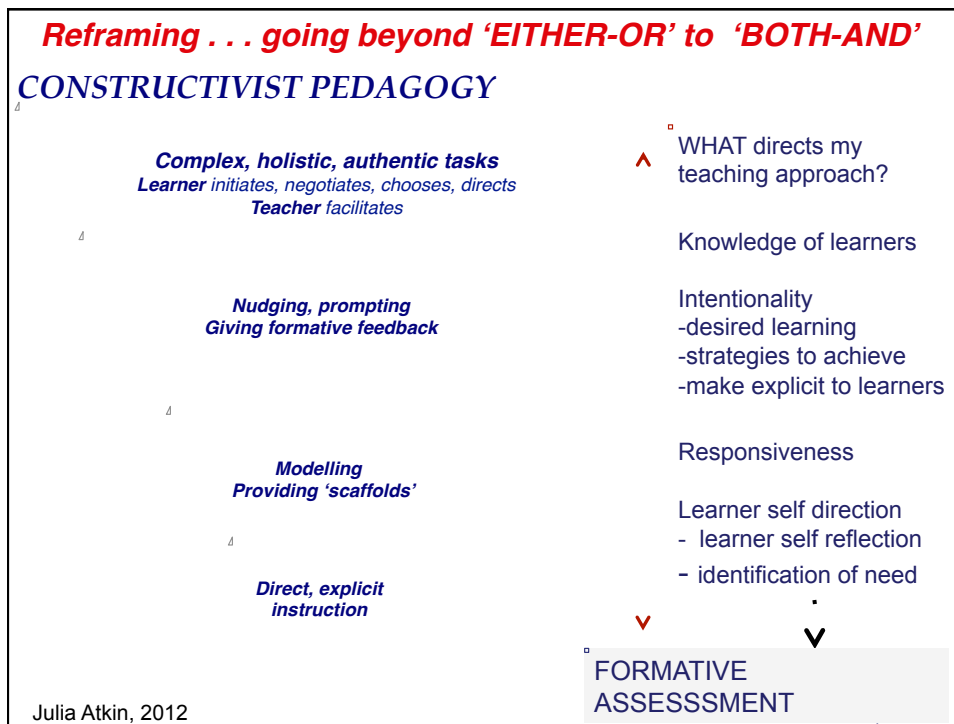 Reframing . . . going beyond ‘EITHER-OR’ to ‘BOTH-AND’
CONSTRUCTIVIST PEDAGOGY
Complex, holistic, authentic tasks
Learner initiates, negotiates, chooses, directs
Teacher facilitates
Nudging, prompting
Giving formative feedback
Modelling
Providing ‘scaffolds’
Direct, explicit
instruction
WHAT directs my
teaching approach?
Knowledge of learners
Intentionality
-desired learning
-strategies to achieve
-make explicit to learners
Responsiveness
Learner self direction
- learner self reflection
- identification of need
FORMATIVE
ASSESSSMENT
Julia Atkin, 2012